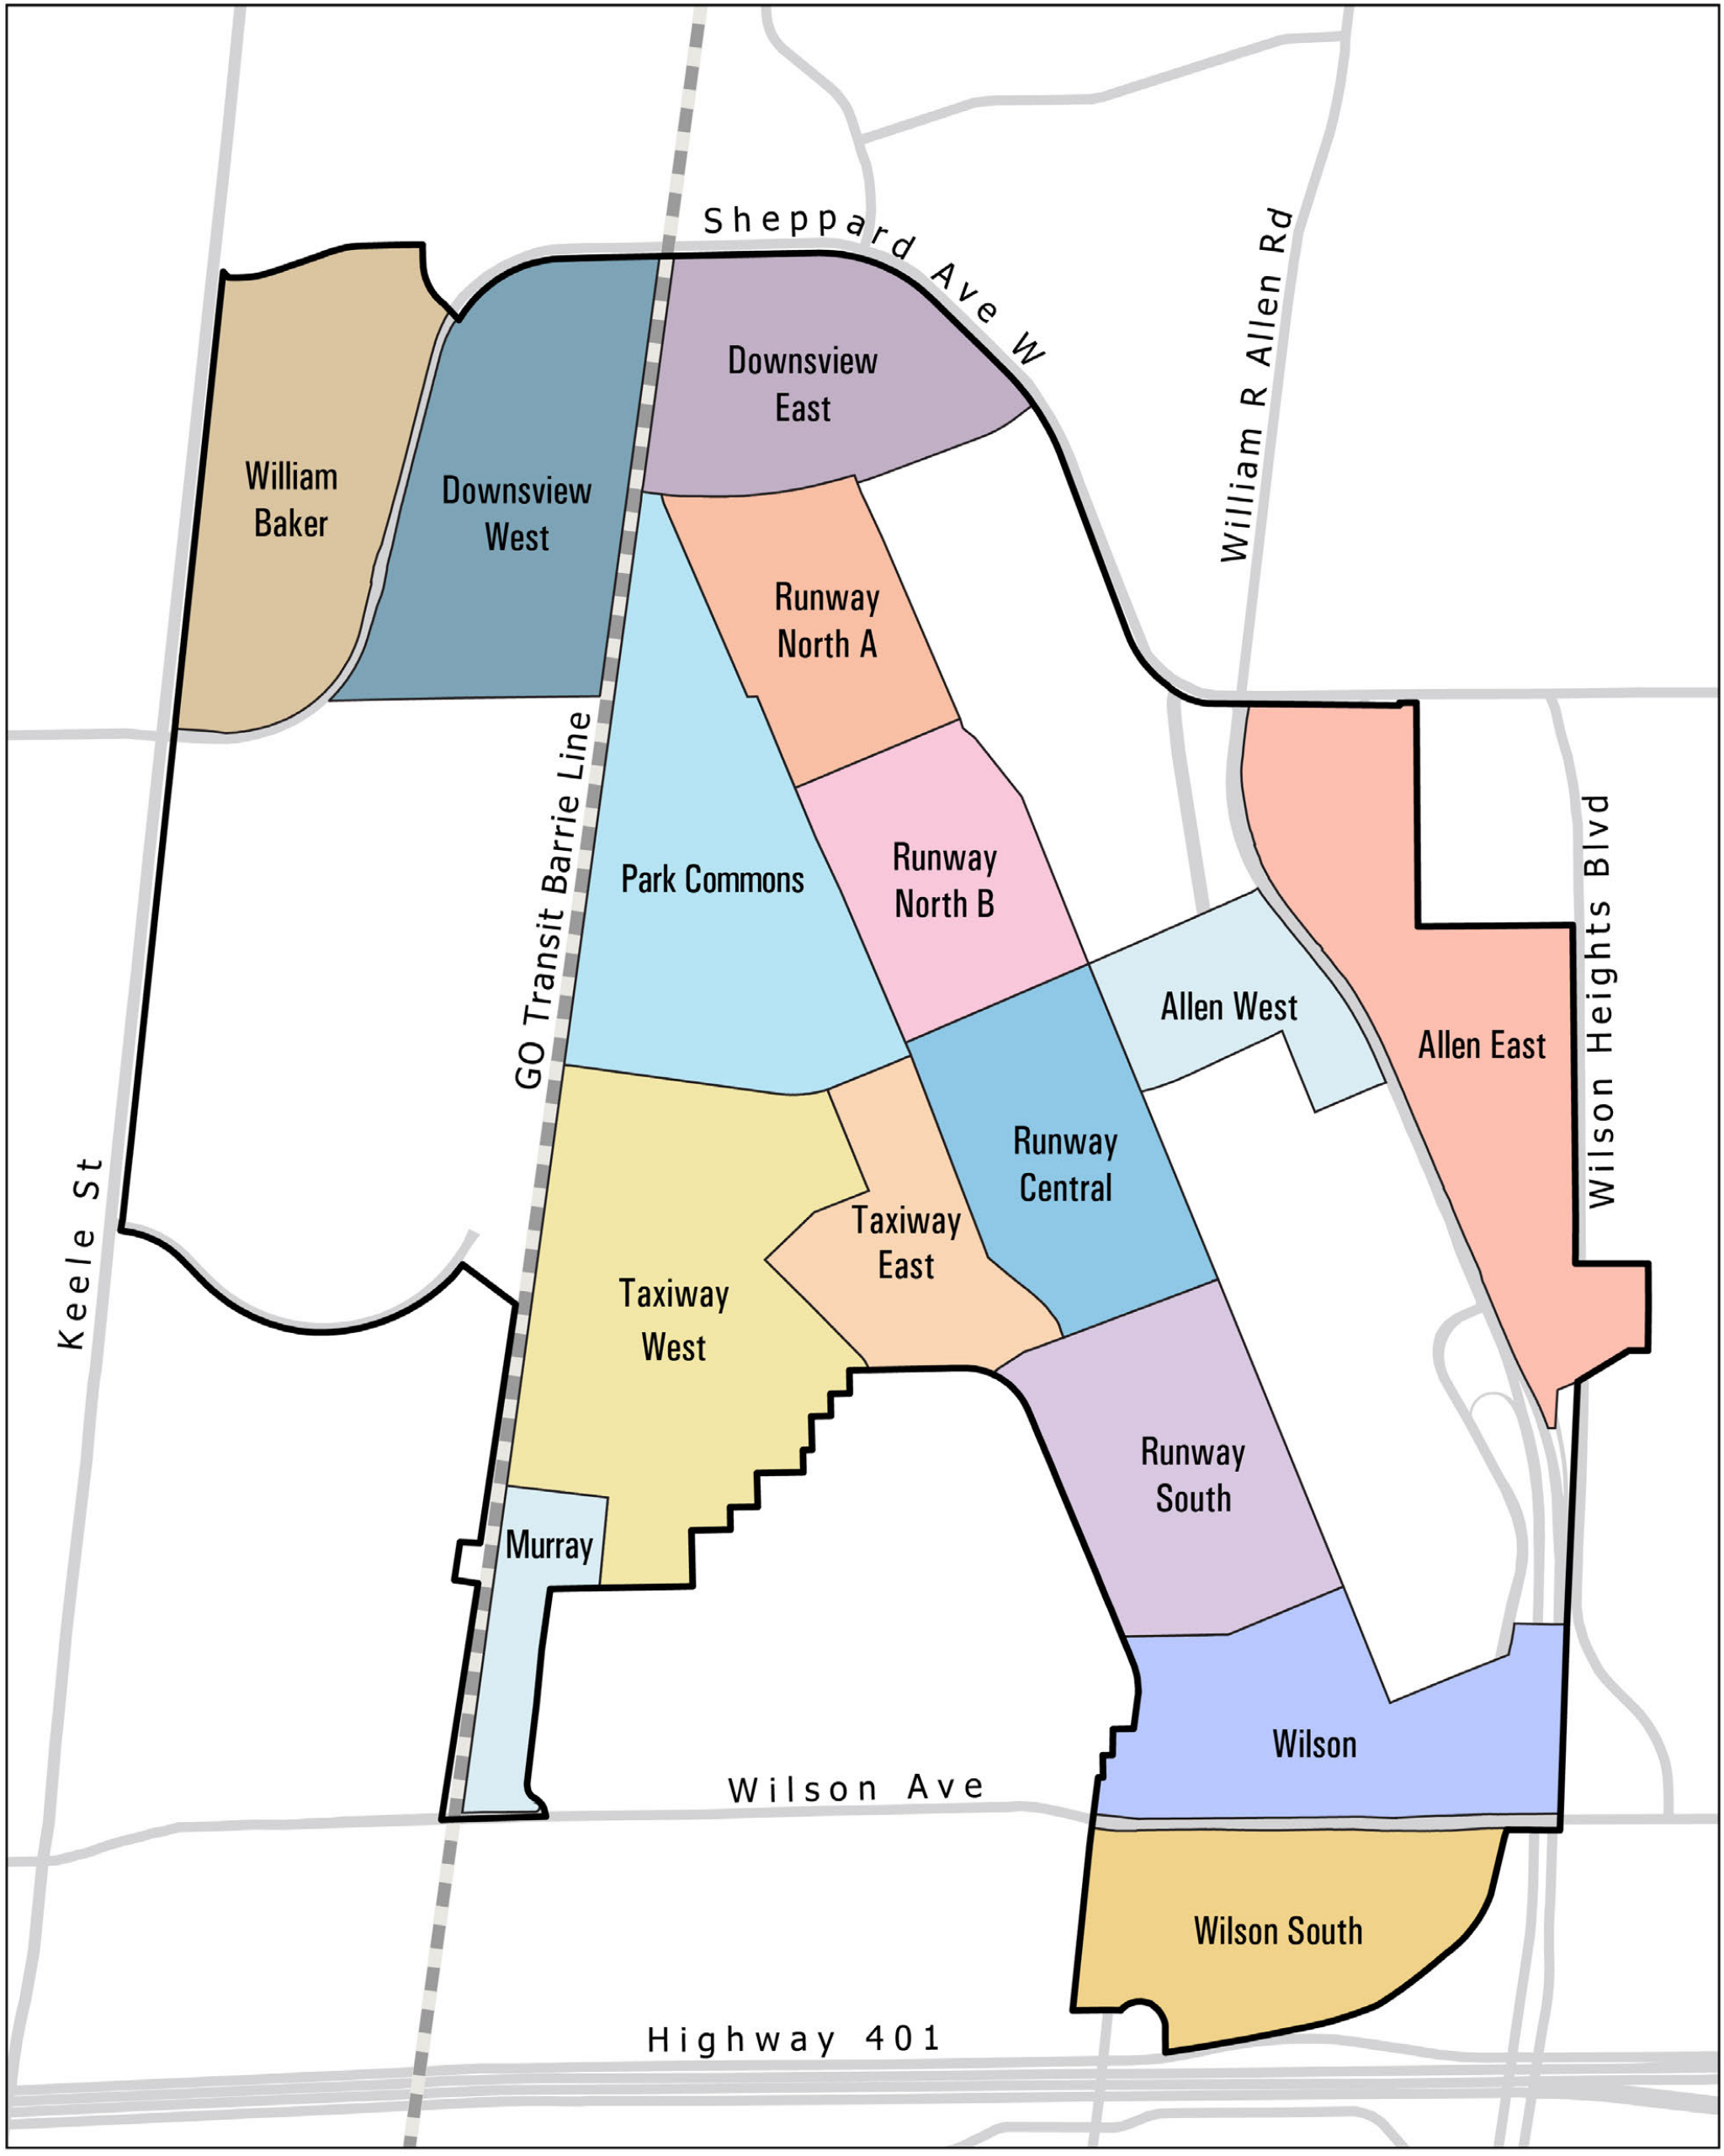 Sheppard Ave W
William R Allen Rd
Downsview
East
William
Baker
Downsview
West
Runway
North A
GO Transit Barrie Line
Park Commons
Runway
North B
Wilson Heights Blvd
Allen West
Allen East
Keele St
Runway
Central
Taxiway
East
Taxiway
West
Runway
South
Murray
Wilson
Wilson Ave
Wilson South
Highway 401